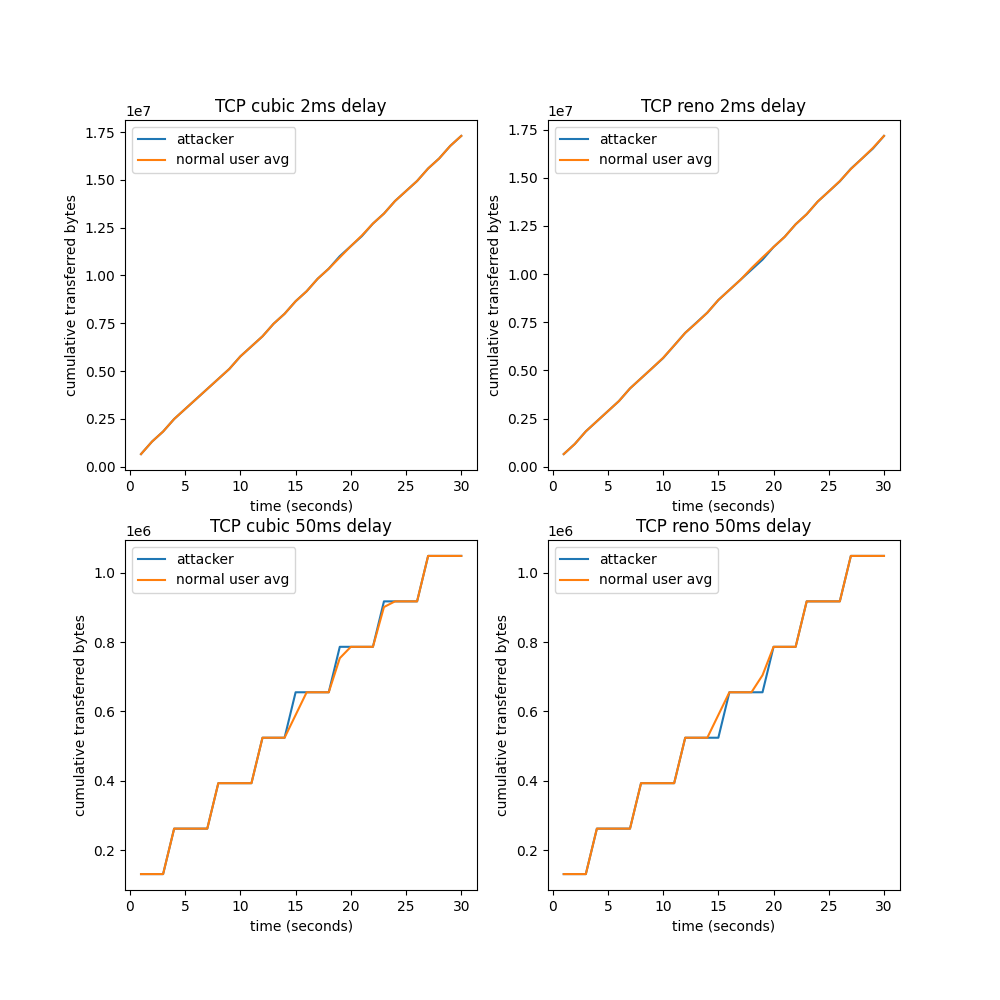 TCP cubic 2ms delay
1e7
attacker
normal user avg
cumulative transferred bytes
1.75
1.50
1.25
1.00
0.75
0.50
0.25
0.00
0 5 10 15 20 25 30
time (seconds)
TCP reno 2ms delay
1e7
attacker
normal user avg
cumulative transferred bytes
1.75
1.50
1.25
1.00
0.75
0.50
0.25
0.00
0 5 10 15 20 25 30
time (seconds)
TCP cubic 50ms delay
1e6
attacker
normal user avg
cumulative transferred bytes
1.0
0.8
0.6
0.4
0.2
0 5 10 15 20 25 30
time (seconds)
TCP reno 50ms delay
1e6
attacker
normal user avg
cumulative transferred bytes
1.0
0.8
0.6
0.4
0.2
0 5 10 15 20 25 30
time (seconds)